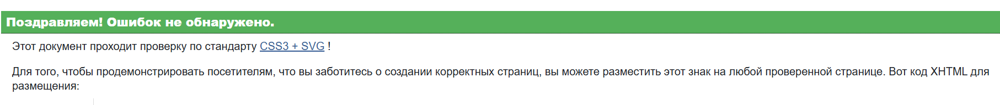 Поздравляем! Ошибок не обнаружено.
Этот документ проходит проверку по стандарту CSS3 + SVG !
Для того, чтобы продемонстрировать посетителям, что вы заботитесь о создании корректных страниц, вы можете разместить этот знак на любой проверенной странице. Вот код XHTML для
размещения: